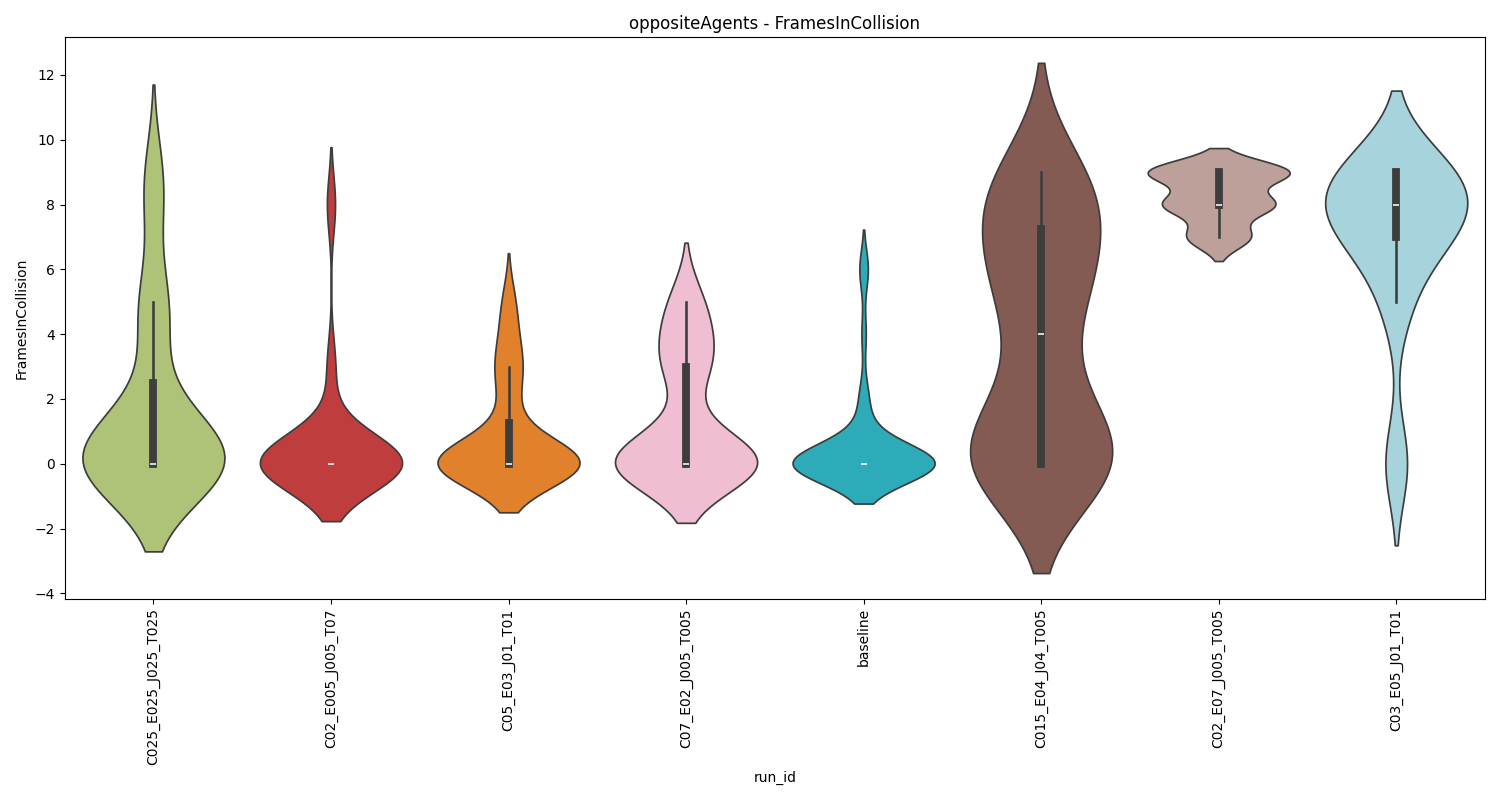 oppositeAgents - FramesInCollision
FramesInCollision
12
10
8
6
4
2
0
−2
−4
C025_E025_J025_T025
C02_E005_J005_T07
C05_E03_J01_T01
C07_E02_J005_T005
baseline
C015_E04_J04_T005
C02_E07_J005_T005
C03_E05_J01_T01
run_id